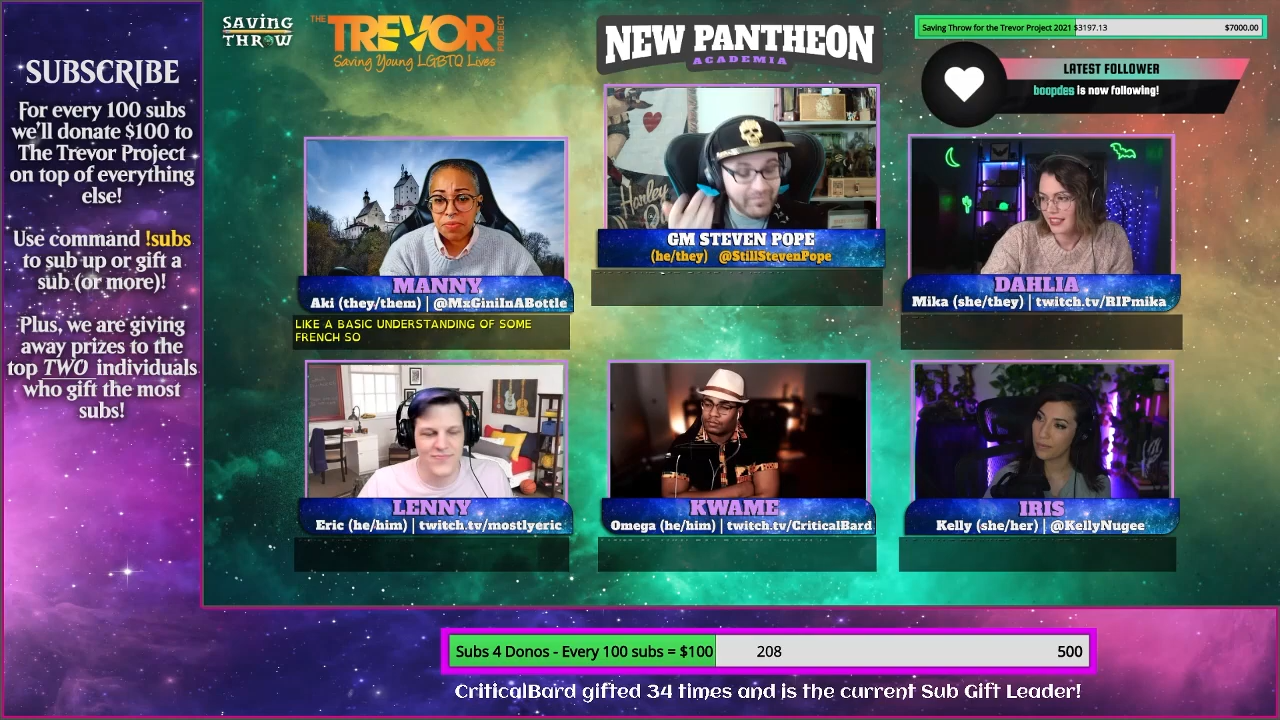 SUBSCRIBE
For every 100 subs
we'll donate $100 to
The Trevor Project
on top of everything
else!
Use command !subs
to sub up or gift a
sub (or more)!
Plus, we are giving
away prizes to the
top TWO individuals
who gift the most
subs!
SAVING
THROW
THE TREVOR PROJECT
Saving Young LGBTQ Lives
NEW PANTHEON
ACADEMIA
Saving Throw for the Trevor Project 2021 $3197.13 $7000.00
LATEST FOLLOWER
boopdes is now following!
Harley
GM STEVEN POPE
(he/they) @StillStevenPope
MANNY
Aki (they/them) | @MxGiniInABottle
LIKE A BASIC UNDERSTANDING OF SOME
FRENCH SO
DAHLIA
Mika (she/they) | twitch.tv/RIPmika
LENNY
Eric (he/him) | twitch.tv/mostlyeric
KWAME
Omega (he/him) | twitch.tv/CriticalBard
IRIS
Kelly (she/her) | @KellyNugee
Subs 4 Donos - Every 100 subs = $100 208 500
CriticalBard gifted 34 times and is the current Sub Gift Leader!